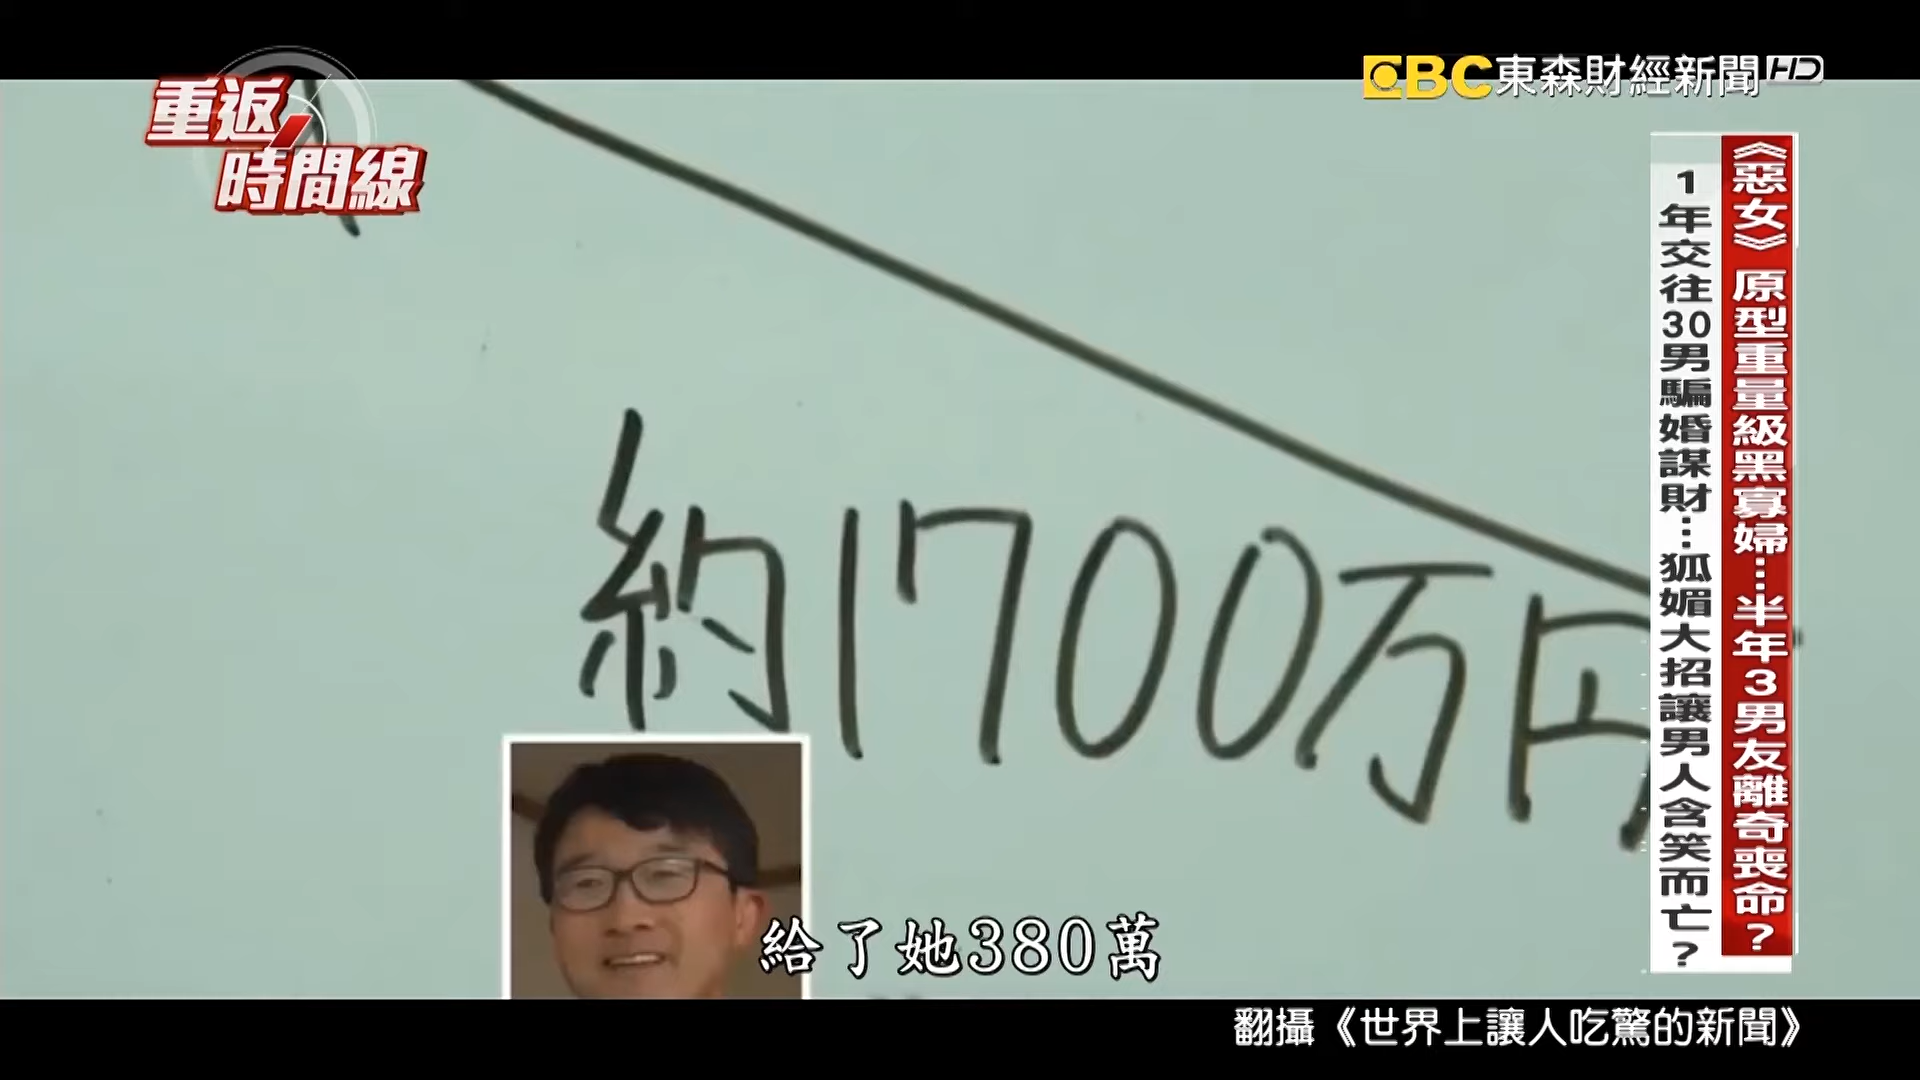 重返
時間線
EBC東森財經新聞HD
《惡女》原型重量級黑寡婦…半年3男友離奇喪命?
1年交往30男騙婚謀財…狐媚大招讓男人含笑而亡?
約1700万円
給了她380萬
翻攝《世界上讓人吃驚的新聞》